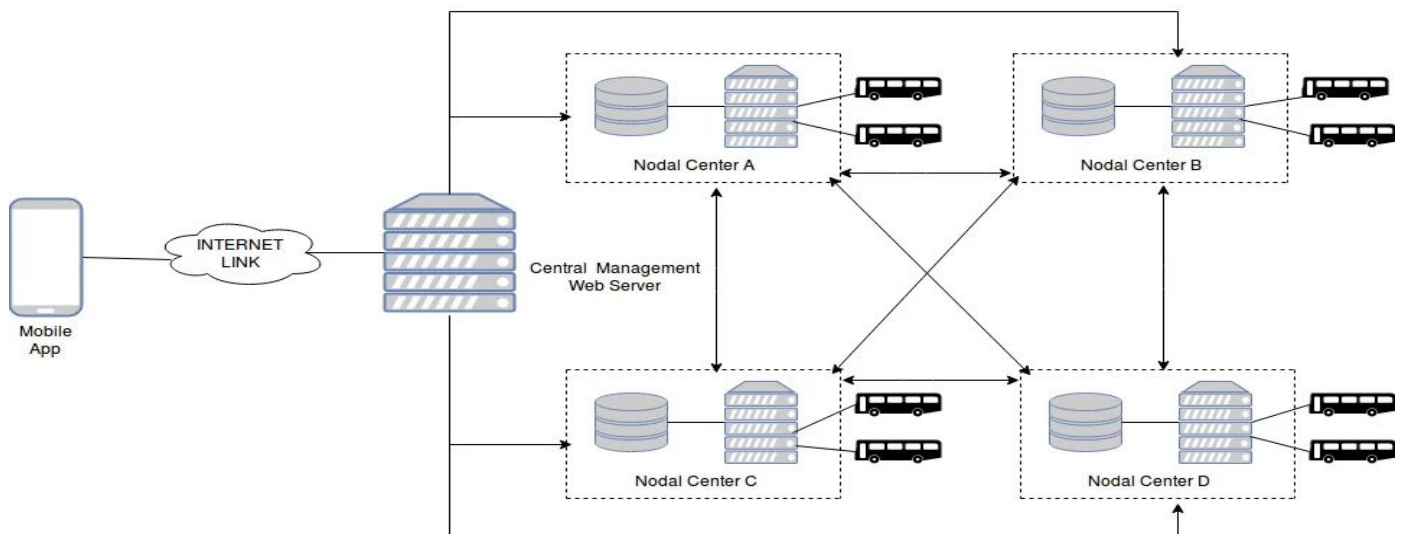 Nodal Center A
Nodal Center B
INTERNET
LINK
Central Management
Web Server
Mobile
App
Nodal Center C
Nodal Center D